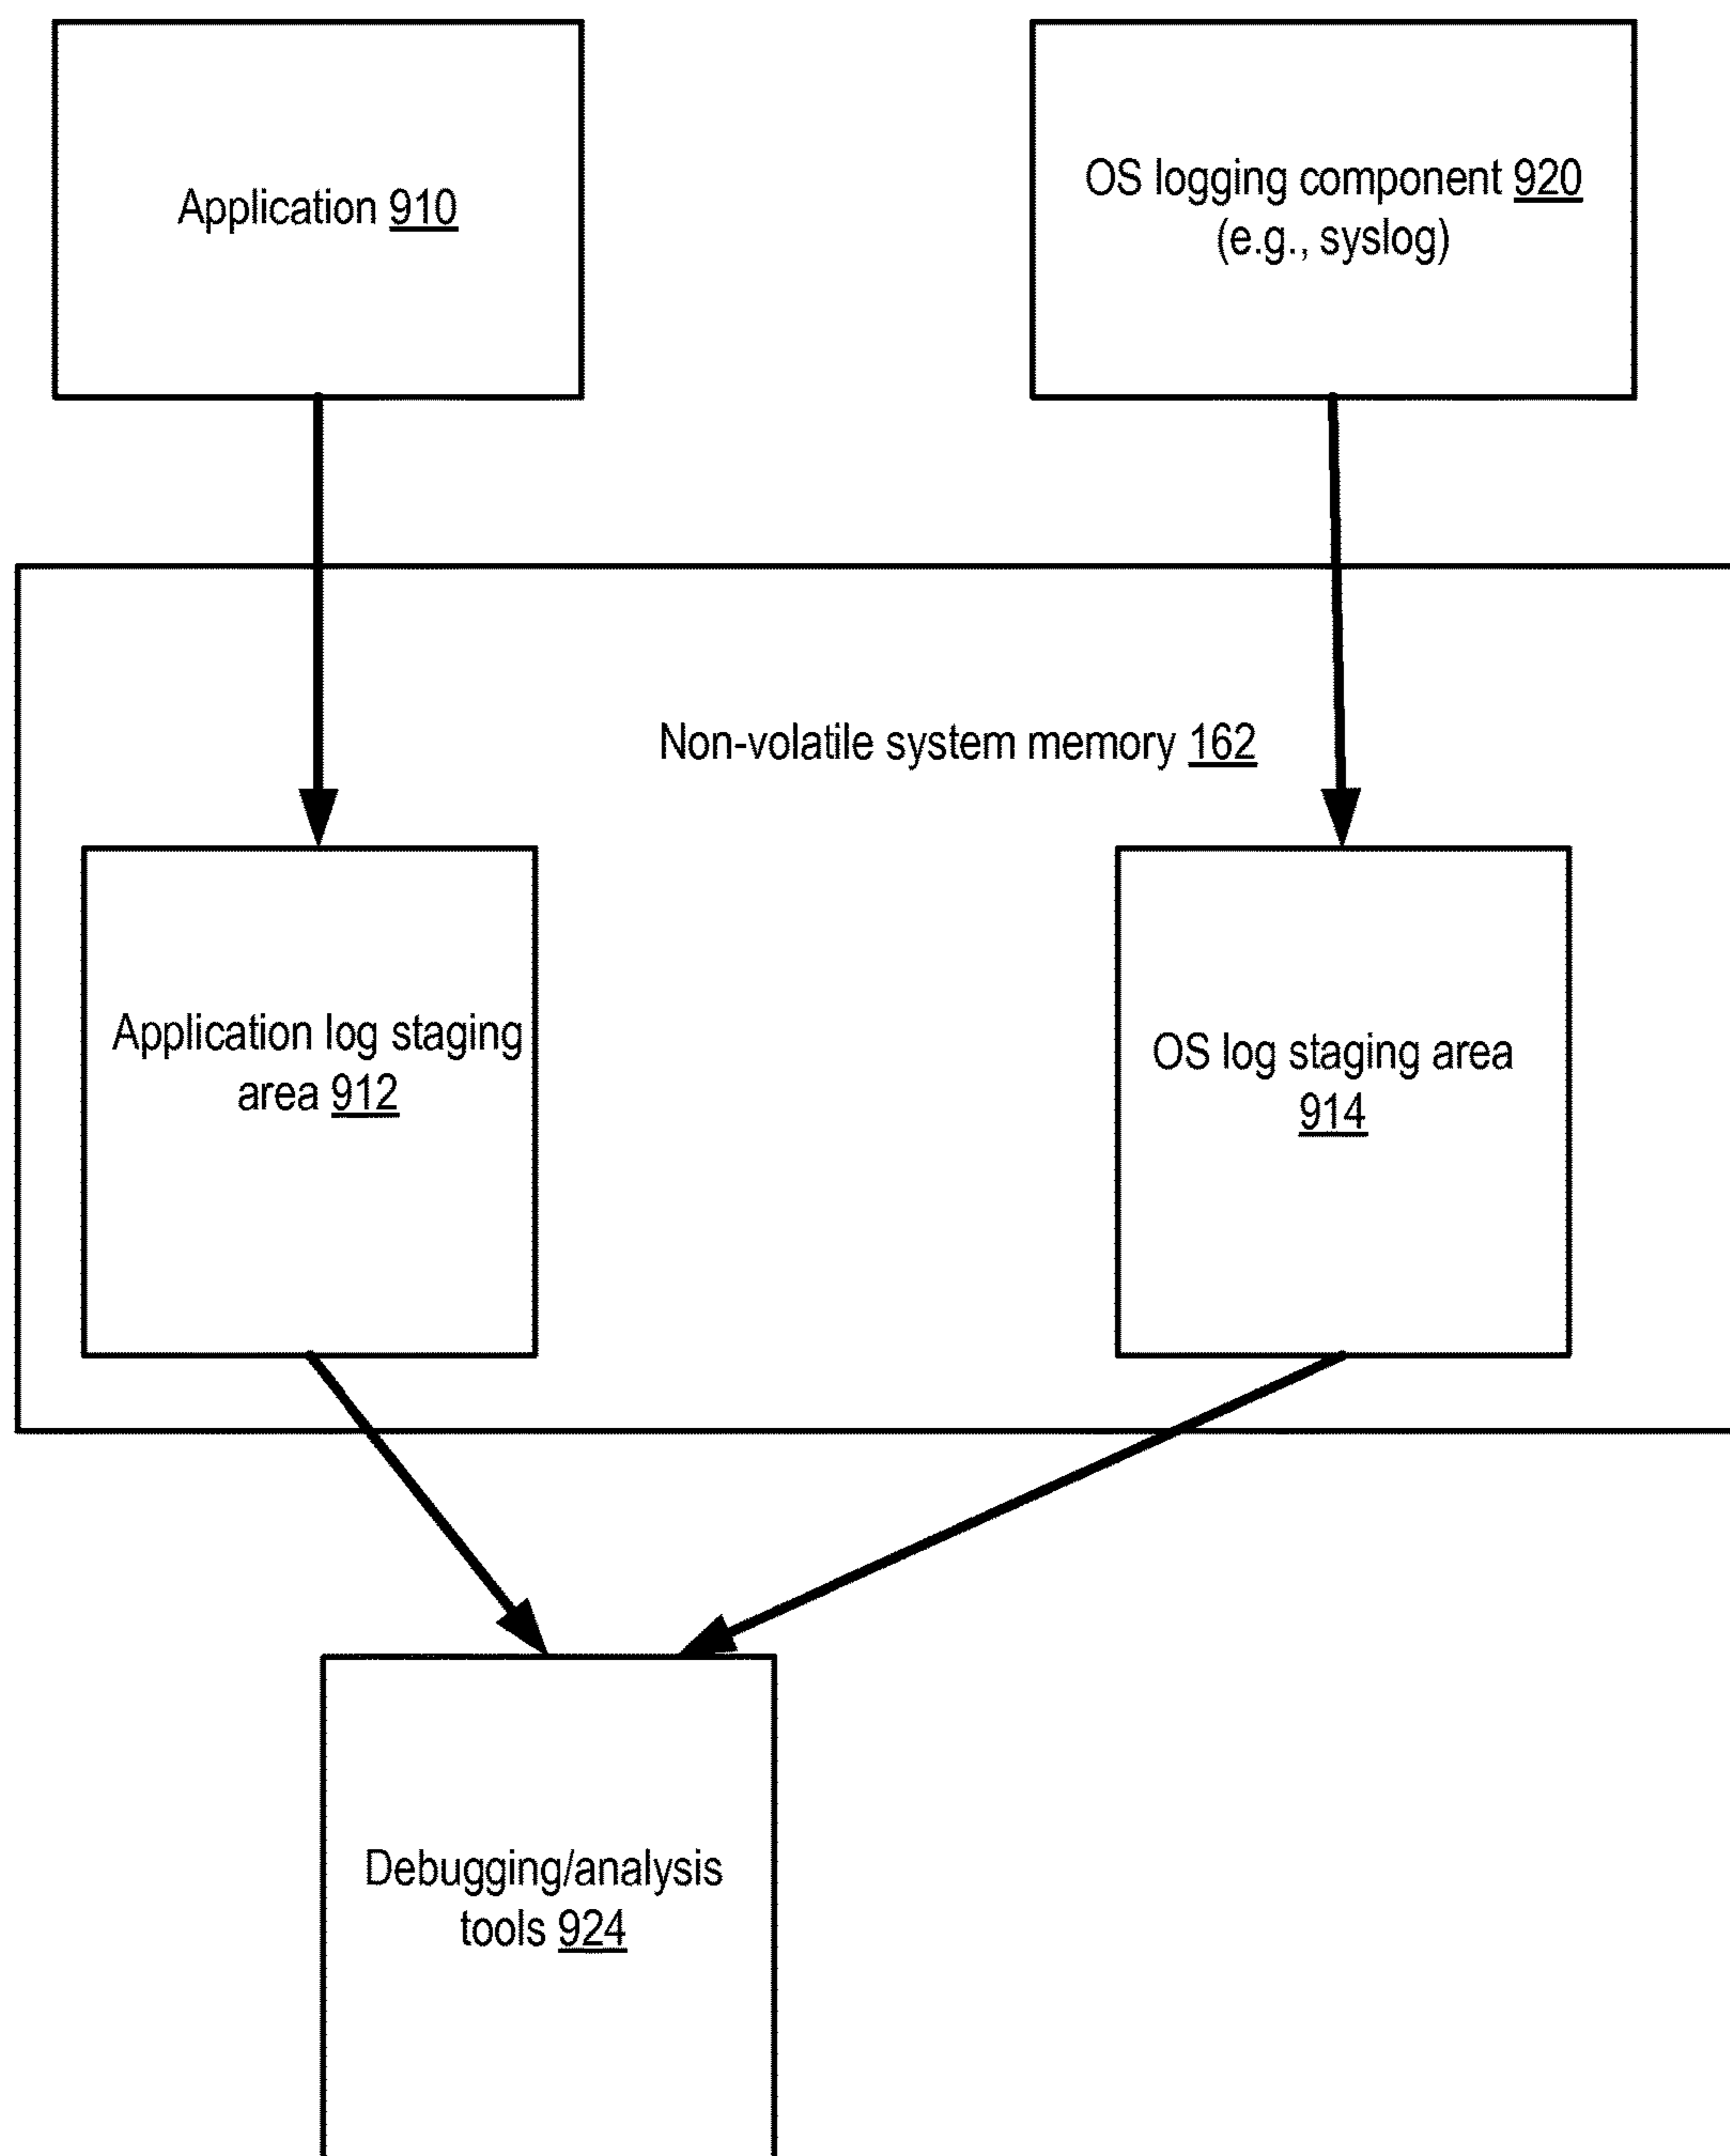 Application 910
OS logging component 920
(e.g., syslog)
Non-volatile system memory 162
Application log staging
area 912
OS log staging area
914
Debugging/analysis
tools 924